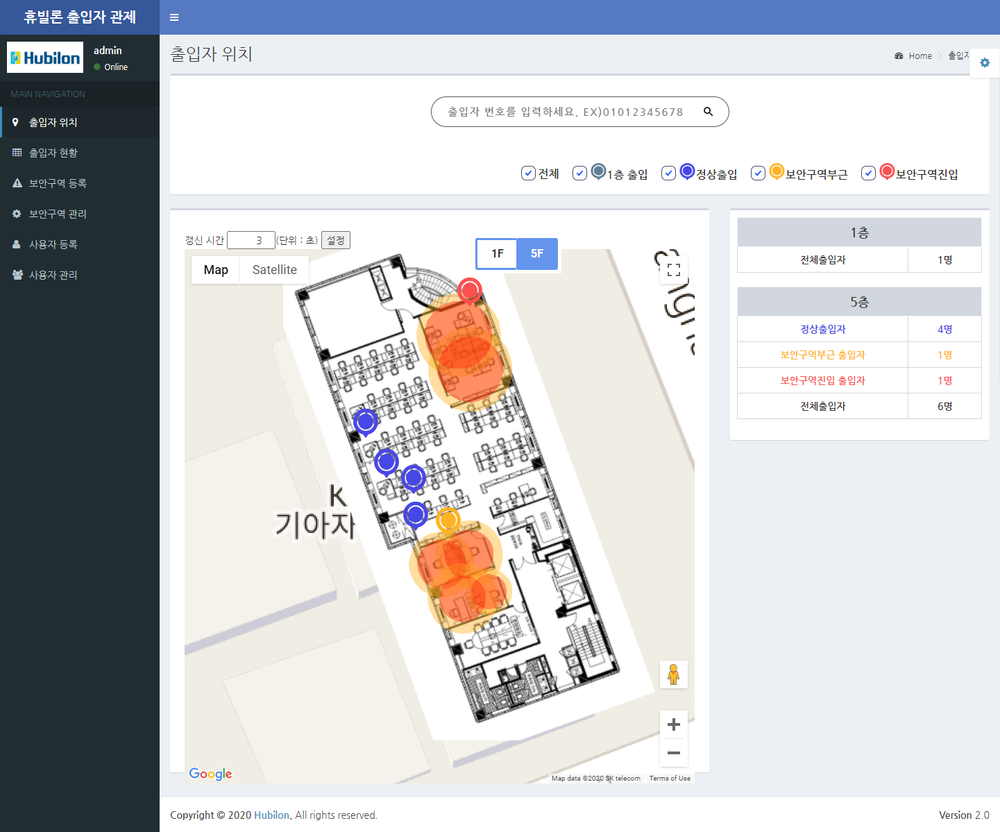 휴빌론 출입자 관제
Hubilon
admin
Online
MAIN NAVIGATION
출입자 위치
출입자 현황
보안구역 등록
보안구역 관리
사용자 등록
사용자 관리
출입자 위치
Home > 출입자
출입자 번호를 입력하세요. EX)01012345678
전체 1층 출입 정상출입 보안구역부근 보안구역진입
갱신 시간 3 (단위 : 초) 설정
1F 5F
Map Satellite
K
기아자
Google
Map data ©2020 SK telecom Terms of Use
1층
전체출입자 1명
5층
정상출입자 4명
보안구역부근 출입자 1명
보안구역진입 출입자 1명
전체출입자 6명
Copyright © 2020 Hubilon. All rights reserved.
Version 2.0